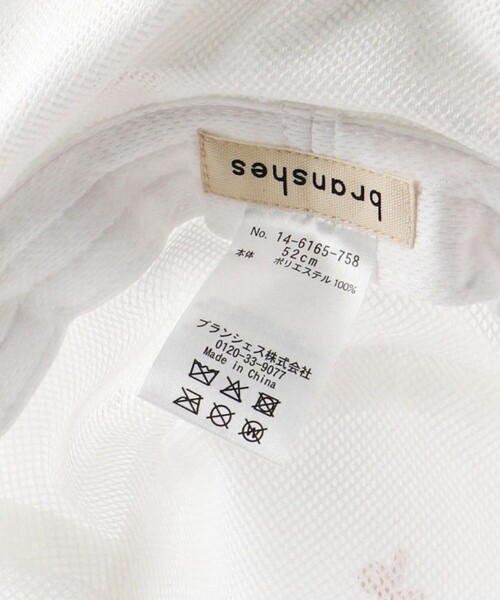 branshes
No. 14-6165-758
52cm
本体 ポリエステル100%
ブランシェス株式会社
0120-33-9077
Made in China